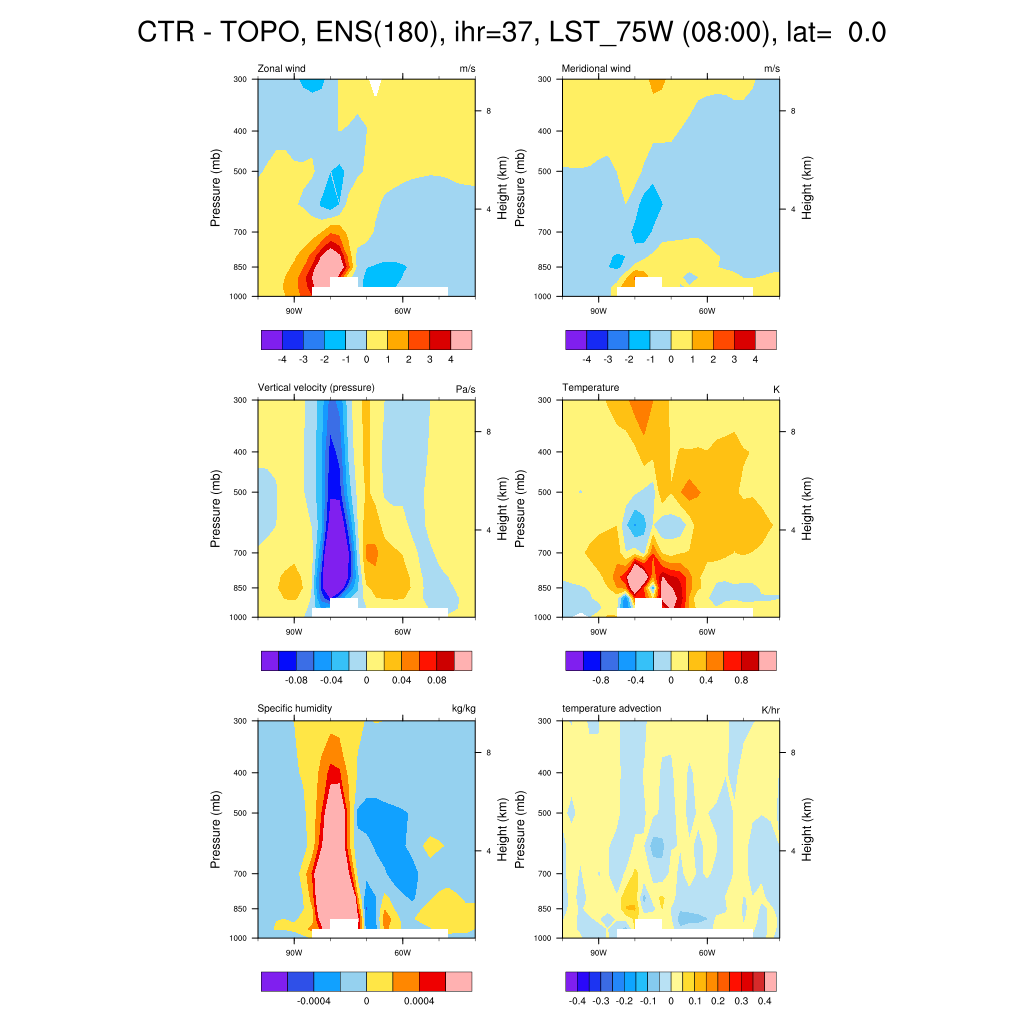 CTR - TOPO, ENS(180), ihr=37, LST_75W (08:00), lat= 0.0
Zonal wind m/s
300
400
500
700
850
1000
Pressure (mb)
8
4
Height (km)
90W 60W
-4 -3 -2 -1 0 1 2 3 4
Meridional wind m/s
300
400
500
700
850
1000
Pressure (mb)
8
4
Height (km)
90W 60W
-4 -3 -2 -1 0 1 2 3 4
Vertical velocity (pressure) Pa/s
300
400
500
700
850
1000
Pressure (mb)
8
4
Height (km)
90W 60W
-0.08 -0.04 0 0.04 0.08
Temperature K
300
400
500
700
850
1000
Pressure (mb)
8
4
Height (km)
90W 60W
-0.8 -0.4 0 0.4 0.8
Specific humidity kg/kg
300
400
500
700
850
1000
Pressure (mb)
8
4
Height (km)
90W 60W
-0.0004 0 0.0004
temperature advection K/hr
300
400
500
700
850
1000
Pressure (mb)
8
4
Height (km)
90W 60W
-0.4 -0.3 -0.2 -0.1 0 0.1 0.2 0.3 0.4